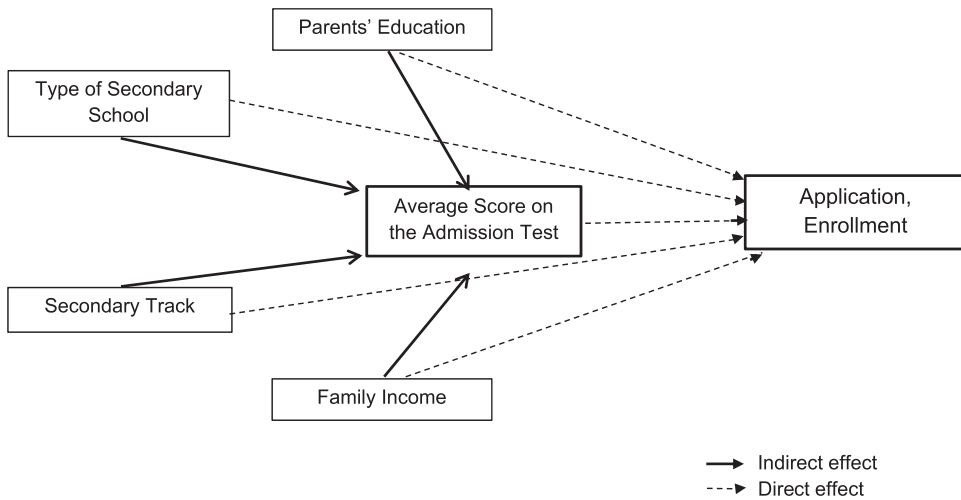 Parents' Education
Type of Secondary
School
Average Score on
the Admission Test
Application,
Enrollment
Secondary Track
Family Income
Indirect effect
Direct effect